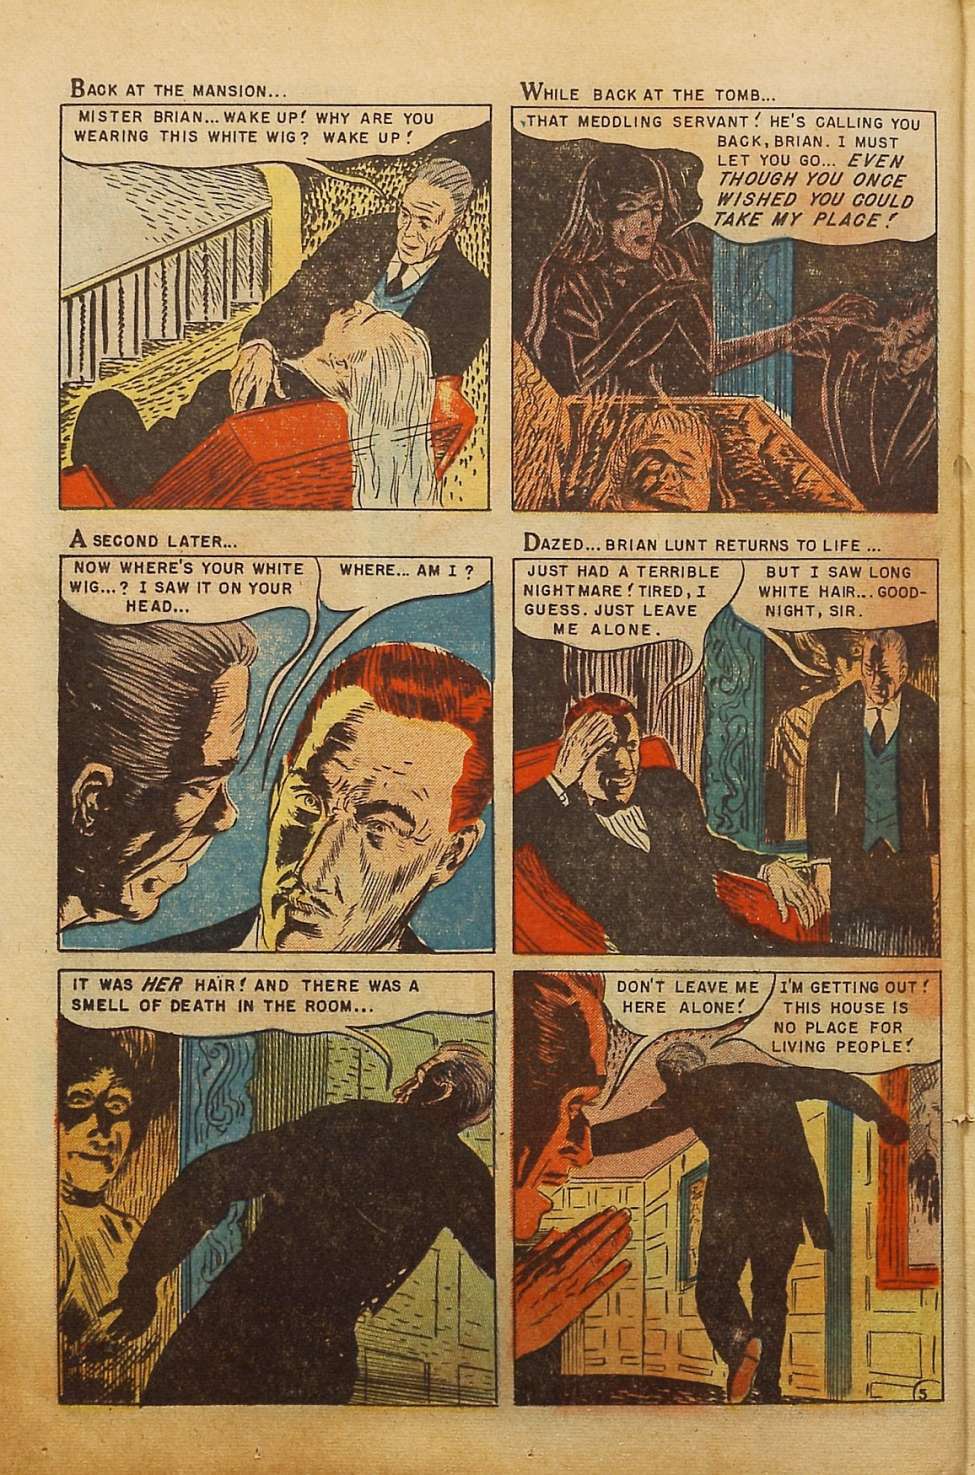 BACK AT THE MANSION...
MISTER BRIAN... WAKE UP! WHY ARE YOU
WEARING THIS WHITE WIG? WAKE UP!
WHILE BACK AT THE TOMB...
THAT MEDDLING SERVANT! HE'S CALLING YOU
BACK, BRIAN. I MUST
LET YOU GO... EVEN
THOUGH YOU ONCE
WISHED YOU COULD
TAKE MY PLACE!
A SECOND LATER...
NOW WHERE'S YOUR WHITE
WIG...? I SAW IT ON YOUR
HEAD...
WHERE... AM I?
DAZED... BRIAN LUNT RETURNS TO LIFE...
JUST HAD A TERRIBLE
NIGHTMARE! TIRED, I
GUESS. JUST LEAVE
ME ALONE.
BUT I SAW LONG
WHITE HAIR... GOOD-
NIGHT, SIR.
IT WAS HER HAIR! AND THERE WAS A
SMELL OF DEATH IN THE ROOM...
DON'T LEAVE ME
HERE ALONE!
I'M GETTING OUT!
THIS HOUSE IS
NO PLACE FOR
LIVING PEOPLE!
5